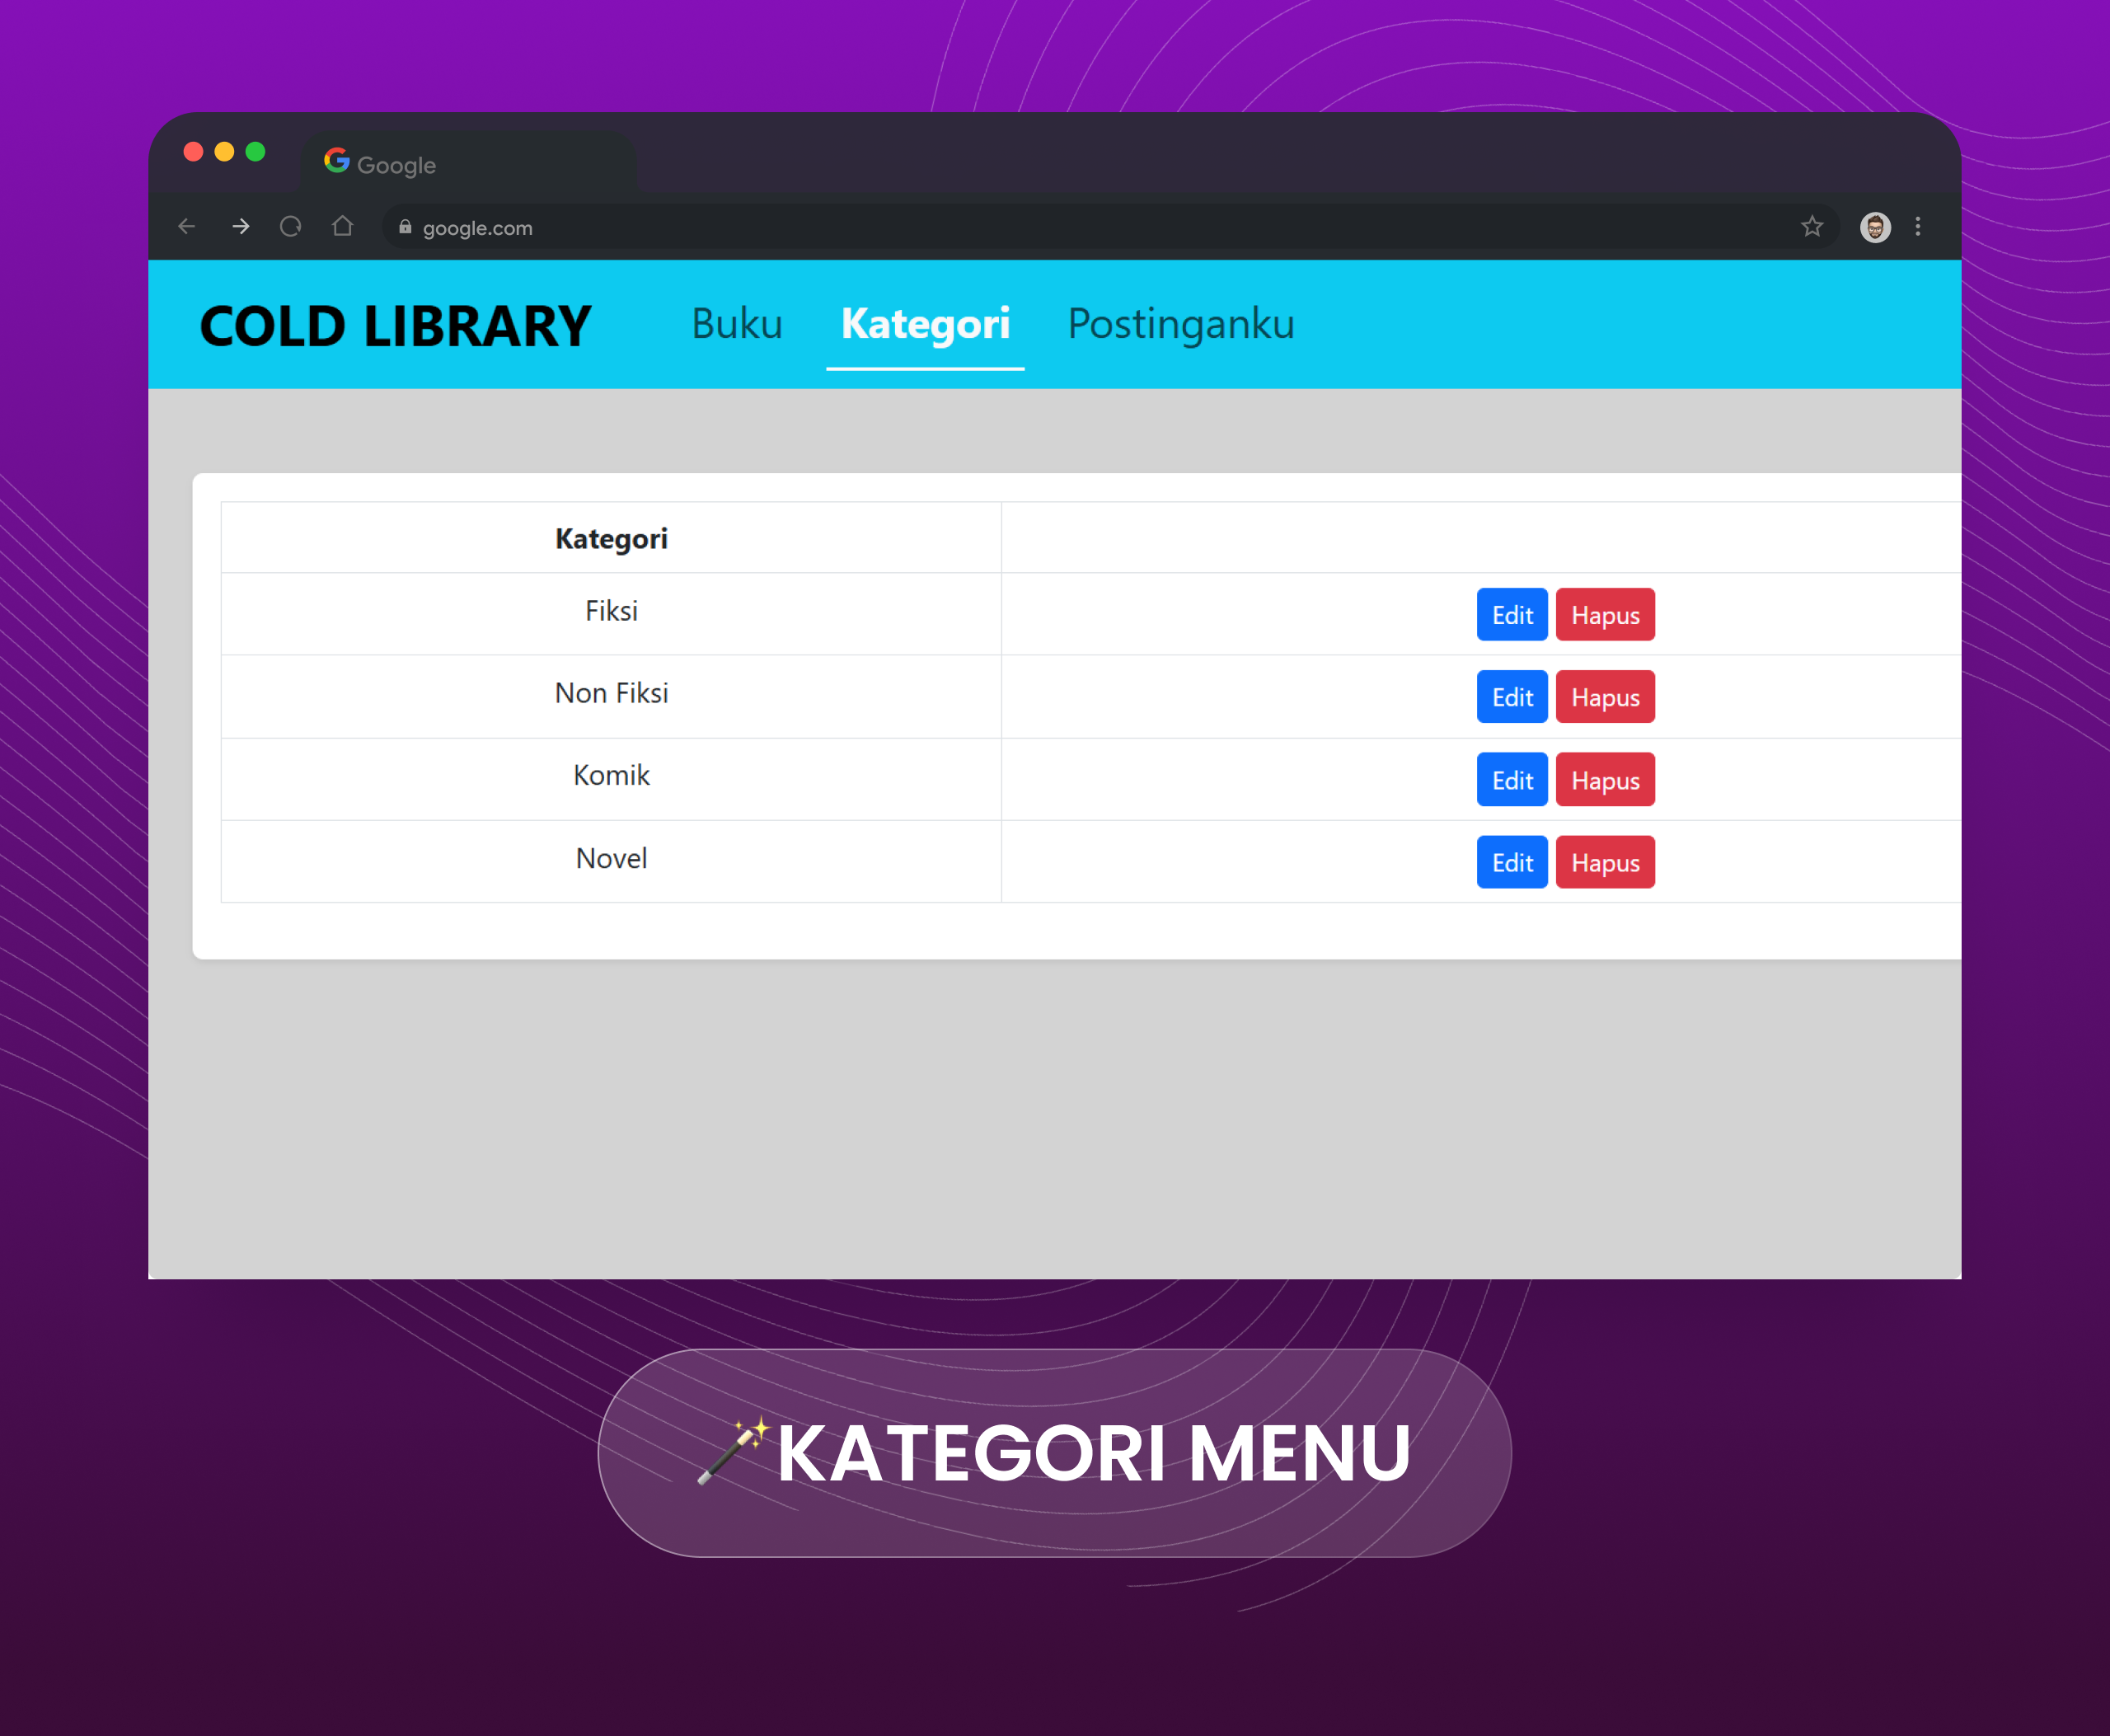 Google
google.com
COLD LIBRARY Buku Kategori Postinganku
Kategori
Fiksi Edit Hapus
Non Fiksi Edit Hapus
Komik Edit Hapus
Novel Edit Hapus
KATEGORI MENU